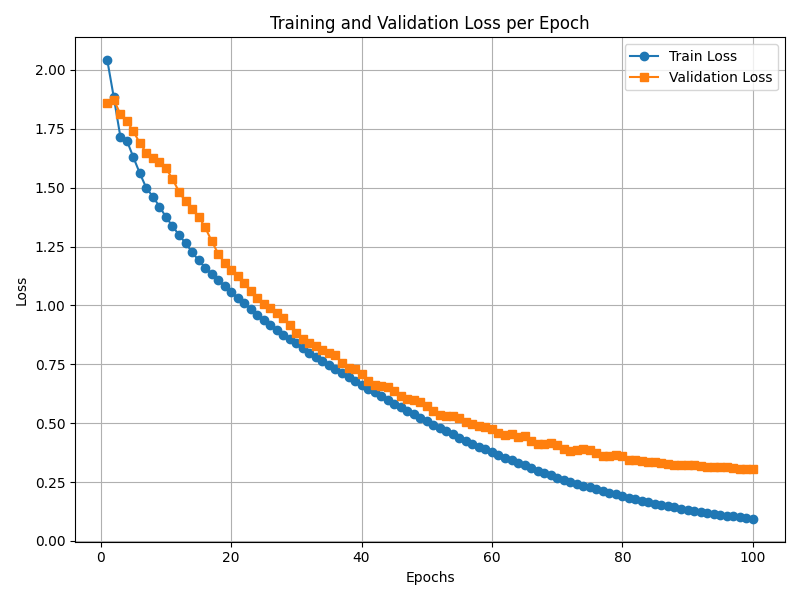 Training and Validation Loss per Epoch
Train Loss
Validation Loss
2.00
1.75
1.50
1.25
1.00
0.75
0.50
0.25
0.00
Loss
0 20 40 60 80 100
Epochs